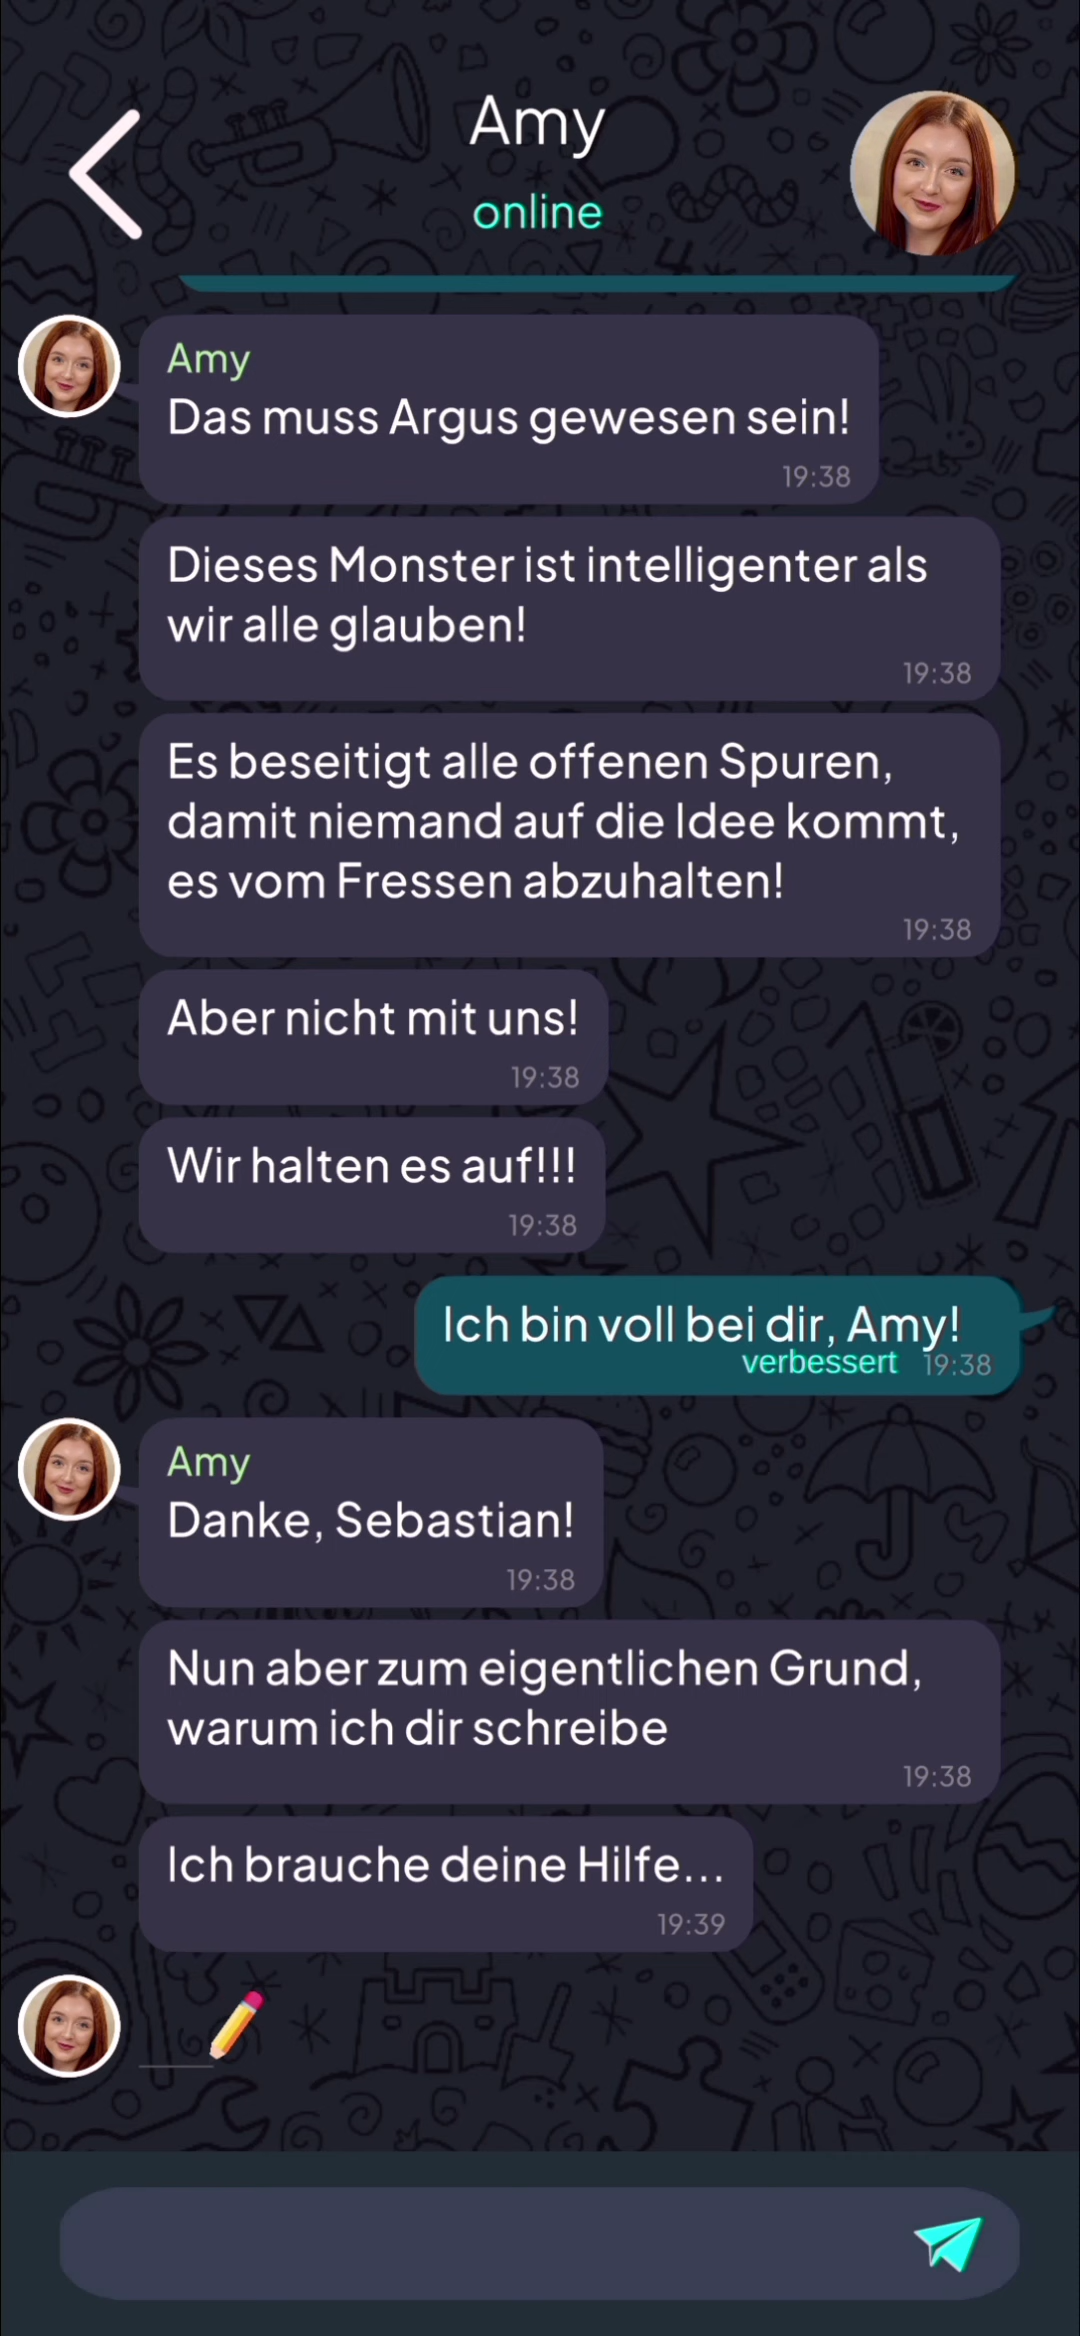 Amy
online
Amy
Das muss Argus gewesen sein!
19:38
Dieses Monster ist intelligenter als
wir alle glauben!
19:38
Es beseitigt alle offenen Spuren,
damit niemand auf die Idee kommt,
es vom Fressen abzuhalten!
19:38
Aber nicht mit uns!
19:38
Wir halten es auf!!!
19:38
Ich bin voll bei dir, Amy!
verbessert 19:38
Amy
Danke, Sebastian!
19:38
Nun aber zum eigentlichen Grund,
warum ich dir schreibe
19:38
Ich brauche deine Hilfe...
19:39